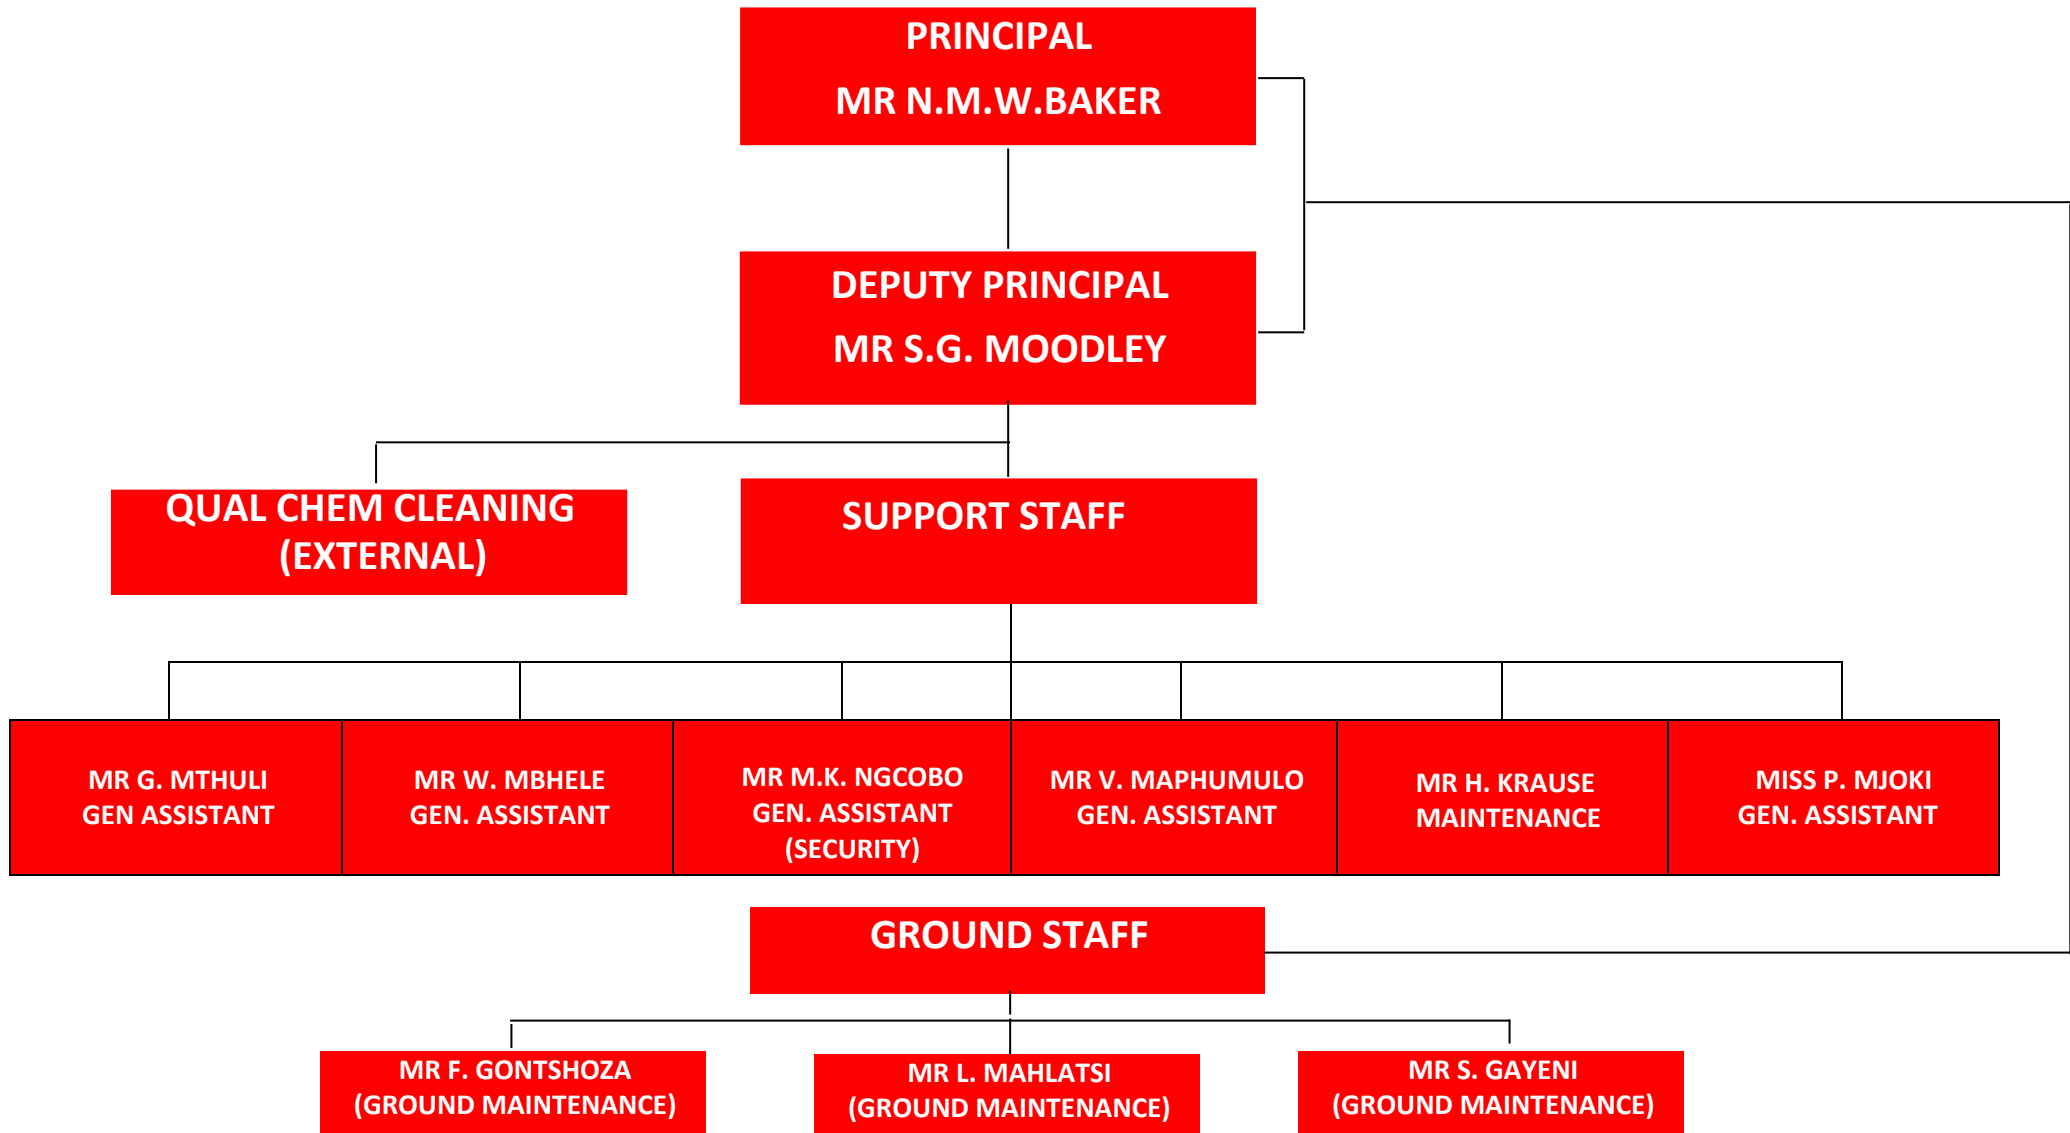 PRINCIPAL
MR N.M.W.BAKER
DEPUTY PRINCIPAL
MR S.G. MOODLEY
QUAL CHEM CLEANING
(EXTERNAL)
SUPPORT STAFF
MR G. MTHULI
GEN ASSISTANT
MR W. MBHELE
GEN. ASSISTANT
MR M.K. NGCOBO
GEN. ASSISTANT
(SECURITY)
MR V. MAPHUMULO
GEN. ASSISTANT
MR H. KRAUSE
MAINTENANCE
MISS P. MJOKI
GEN. ASSISTANT
GROUND STAFF
MR F. GONTSHOZA
(GROUND MAINTENANCE)
MR L. MAHLATSI
(GROUND MAINTENANCE)
MR S. GAYENI
(GROUND MAINTENANCE)